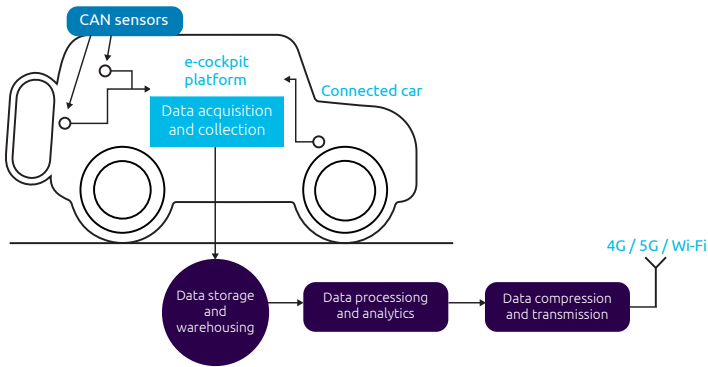 CAN sensors
e-cockpit
platform
Connected car
Data acquisition
and collection
4G / 5G / Wi-Fi
Data storage
and
warehousing
Data processiong
and analytics
Data compression
and transmission